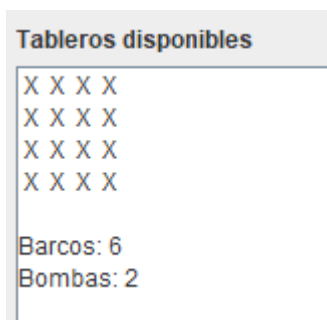 Tableros disponibles
X X X X
X X X X
X X X X
X X X X
Barcos: 6
Bombas: 2